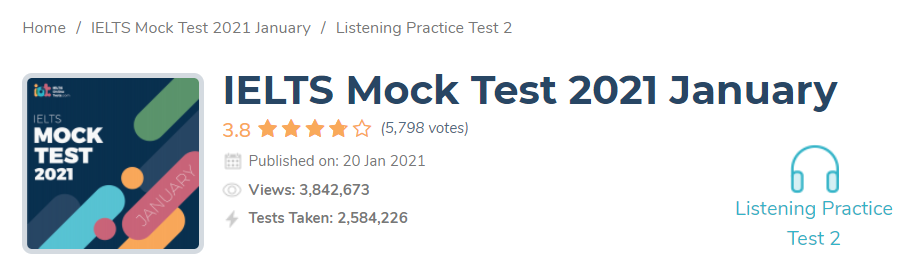 Home / IELTS Mock Test 2021 January / Listening Practice Test 2
IELTS Mock Test 2021 January
3.8 (5,798 votes)
Published on: 20 Jan 2021
Views: 3,842,673
Tests Taken: 2,584,226
iot
IELTS
MOCK
TEST
2021
JANUARY
Listening Practice
Test 2